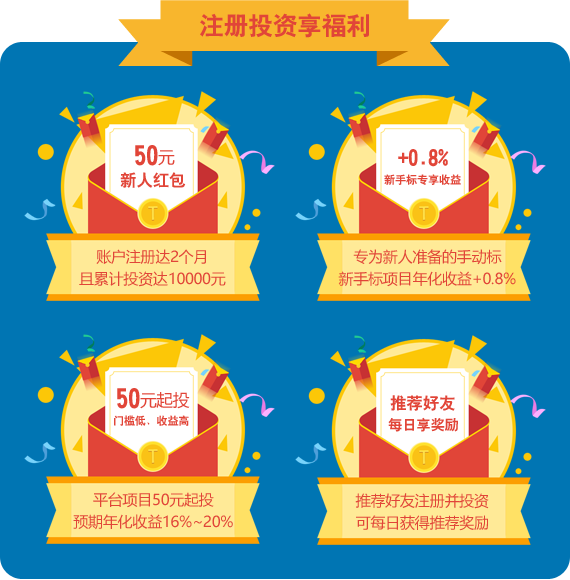 注册投资享福利
50元
新人红包
T
账户注册达2个月
且累计投资达10000元
+0.8%
新手标专享收益
T
专为新人准备的手动标
新手标项目年化收益+0.8%
50元起投
门槛低、收益高
T
平台项目50元起投
预期年化收益16%~20%
推荐好友
每日享奖励
T
推荐好友注册并投资
可每日获得推荐奖励